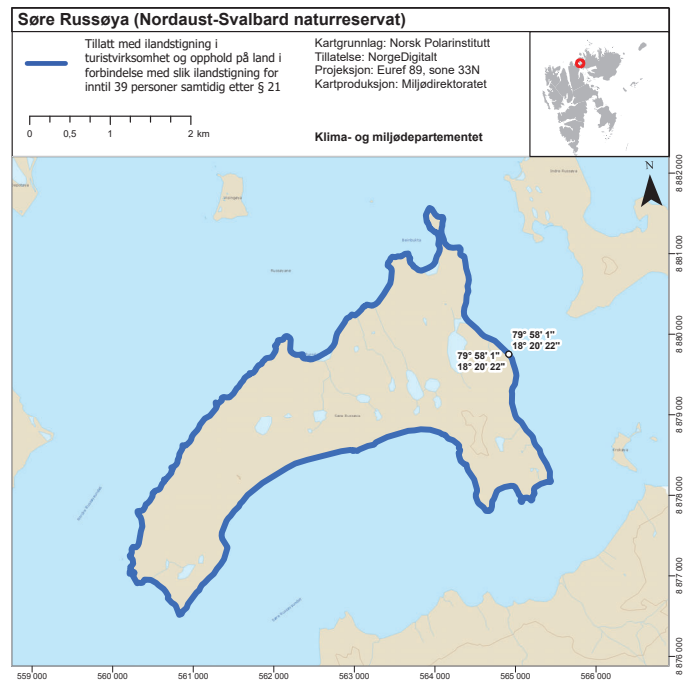 Søre Russøya (Nordaust-Svalbard naturreservat)
Tillatt med ilandstigning i
turistvirksomhet og opphold på land i
forbindelse med slik ilandstigning for
inntil 39 personer samtidig etter § 21
0 0,5 1 2 km
Kartgrunnlag: Norsk Polarinstitutt
Tillatelse: NorgeDigitalt
Projeksjon: Euref 89, sone 33N
Kartproduksjon: Miljødirektoratet
Klima- og miljødepartementet
N
79° 58' 1"
18° 20' 22"
79° 58' 1"
18° 20' 22"
Søre Russøya
8 882 000
8 881 000
8 880 000
8 879 000
8 878 000
8 877 000
8 876 000
559 000 560 000 561 000 562 000 563 000 564 000 565 000 566 000